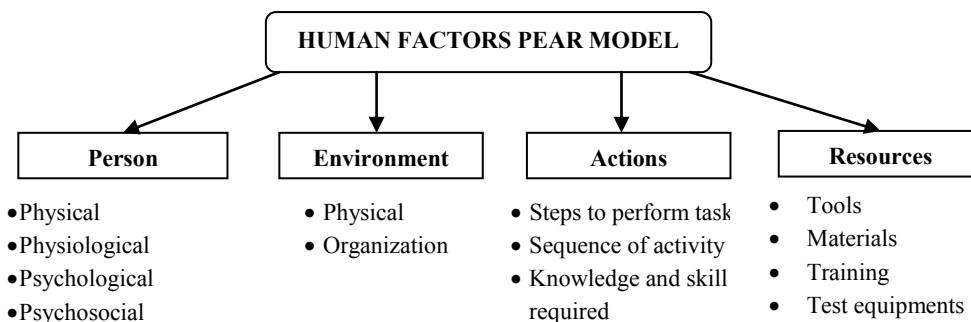 HUMAN FACTORS PEAR MODEL
Person
•Physical
•Physiological
•Psychological
•Psychosocial
Environment
• Physical
• Organization
Actions
• Steps to perform task
• Sequence of activity
• Knowledge and skill
required
Resources
• Tools
• Materials
• Training
• Test equipments